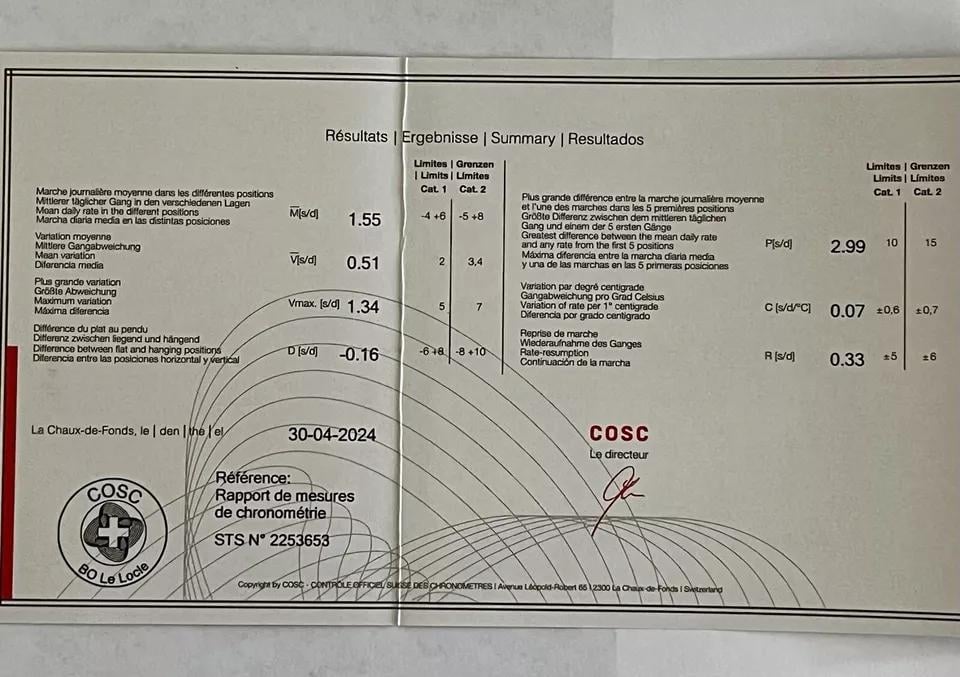 Résultats | Ergebnisse | Summary | Resultados
Limites | Grenzen
| Limits | Límites
Cat. 1 Cat. 2
Marche journalière moyenne dans les différentes positions
Mittlerer täglicher Gang in den verschiedenen Lagen
Mean daily rate in the different positions
Marcha diaria media en las distintas posiciones
M[s/d] 1.55 -4 +6 -5 +8
Variation moyenne
Mittlere Gangabweichung
Mean variation
Diferencia media
V[s/d] 0.51 2 3,4
Plus grande variation
Größte Abweichung
Maximum variation
Máxima diferencia
Vmax. [s/d] 1.34 5 7
Différence du plat au pendu
Differenz zwischen liegend und hängend
Difference between flat and hanging positions
Diferencia entre las posiciones horizontal y vertical
D [s/d] -0.16 -6 +8 -8 +10
Limites | Grenzen
Limits | Límites
Cat. 1 Cat. 2
Plus grande différence entre la marche journalière moyenne
et l'une des marches dans les 5 premières positions
Größte Differenz zwischen dem mittleren täglichen
Gang und einem der 5 ersten Gänge
Greatest difference between the mean daily rate
and any rate from the first 5 positions
Máxima diferencia entre la marcha diaria media
y una de las marchas en las 5 primeras posiciones
P[s/d] 2.99 10 15
Variation par degré centigrade
Gangabweichung pro Grad Celsius
Variation of rate per 1° centigrade
Diferencia por grado centigrado
C [s/d/°C] 0.07 ±0,6 ±0,7
Reprise de marche
Wiederaufnahme des Ganges
Rate-resumption
Continuación de la marcha
R [s/d] 0.33 ±5 ±6
La Chaux-de-Fonds, le | den | the | el 30-04-2024
COSC
Le directeur
COSC
BO Le Locle
Référence:
Rapport de mesures
de chronométrie
STS N° 2253653
Copyright by COSC - CONTRÔLE OFFICIEL SUISSE DES CHRONOMETRES | Avenue Léopold-Robert 65 | 2300 La Chaux-de-Fonds | Switzerland